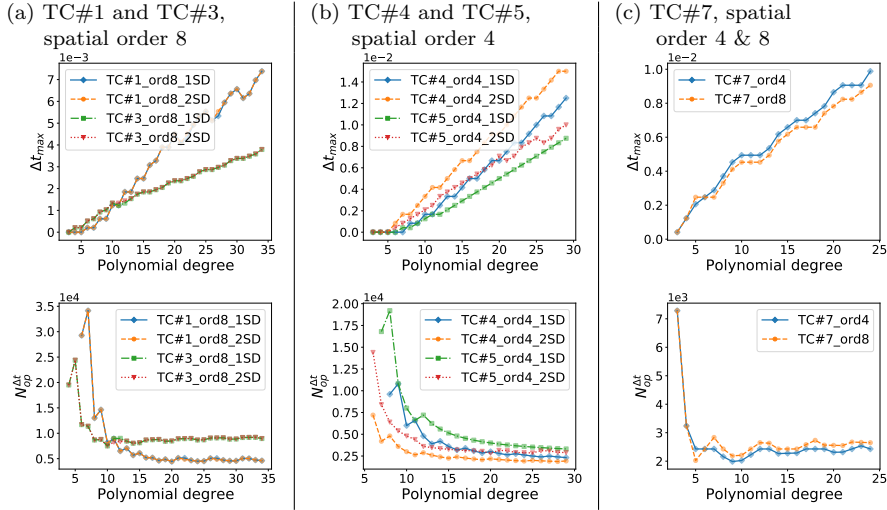 (a) TC#1 and TC#3,
spatial order 8
1e−3
7
6
5
4
3
2
1
0
Δt_max
TC#1_ord8_1SD
TC#1_ord8_2SD
TC#3_ord8_1SD
TC#3_ord8_2SD
5 10 15 20 25 30 35
Polynomial degree
1e4
3.5
3.0
2.5
2.0
1.5
1.0
0.5
N_op^Δt
TC#1_ord8_1SD
TC#1_ord8_2SD
TC#3_ord8_1SD
TC#3_ord8_2SD
5 10 15 20 25 30 35
Polynomial degree
(b) TC#4 and TC#5,
spatial order 4
1e−2
1.4
1.2
1.0
0.8
0.6
0.4
0.2
0.0
Δt_max
TC#4_ord4_1SD
TC#4_ord4_2SD
TC#5_ord4_1SD
TC#5_ord4_2SD
5 10 15 20 25 30
Polynomial degree
1e4
2.00
1.75
1.50
1.25
1.00
0.75
0.50
0.25
N_op^Δt
TC#4_ord4_1SD
TC#4_ord4_2SD
TC#5_ord4_1SD
TC#5_ord4_2SD
5 10 15 20 25 30
Polynomial degree
(c) TC#7, spatial
order 4 & 8
1e−2
1.0
0.8
0.6
0.4
0.2
0.0
Δt_max
TC#7_ord4
TC#7_ord8
5 10 15 20 25
Polynomial degree
1e3
7
6
5
4
3
2
N_op^Δt
TC#7_ord4
TC#7_ord8
5 10 15 20 25
Polynomial degree